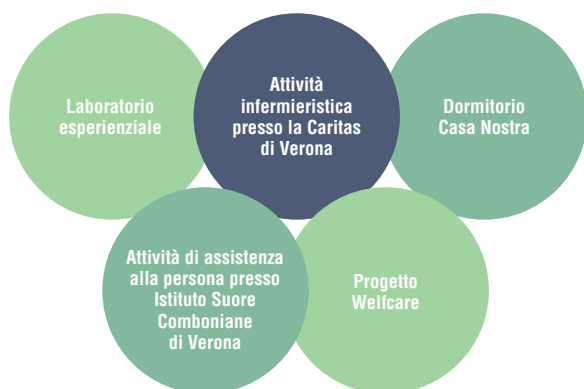 Laboratorio
esperienziale
Attività
infermieristica
presso la Caritas
di Verona
Dormitorio
Casa Nostra
Attività di assistenza
alla persona presso
Istituto Suore
Comboniane
di Verona
Progetto
Welfcare